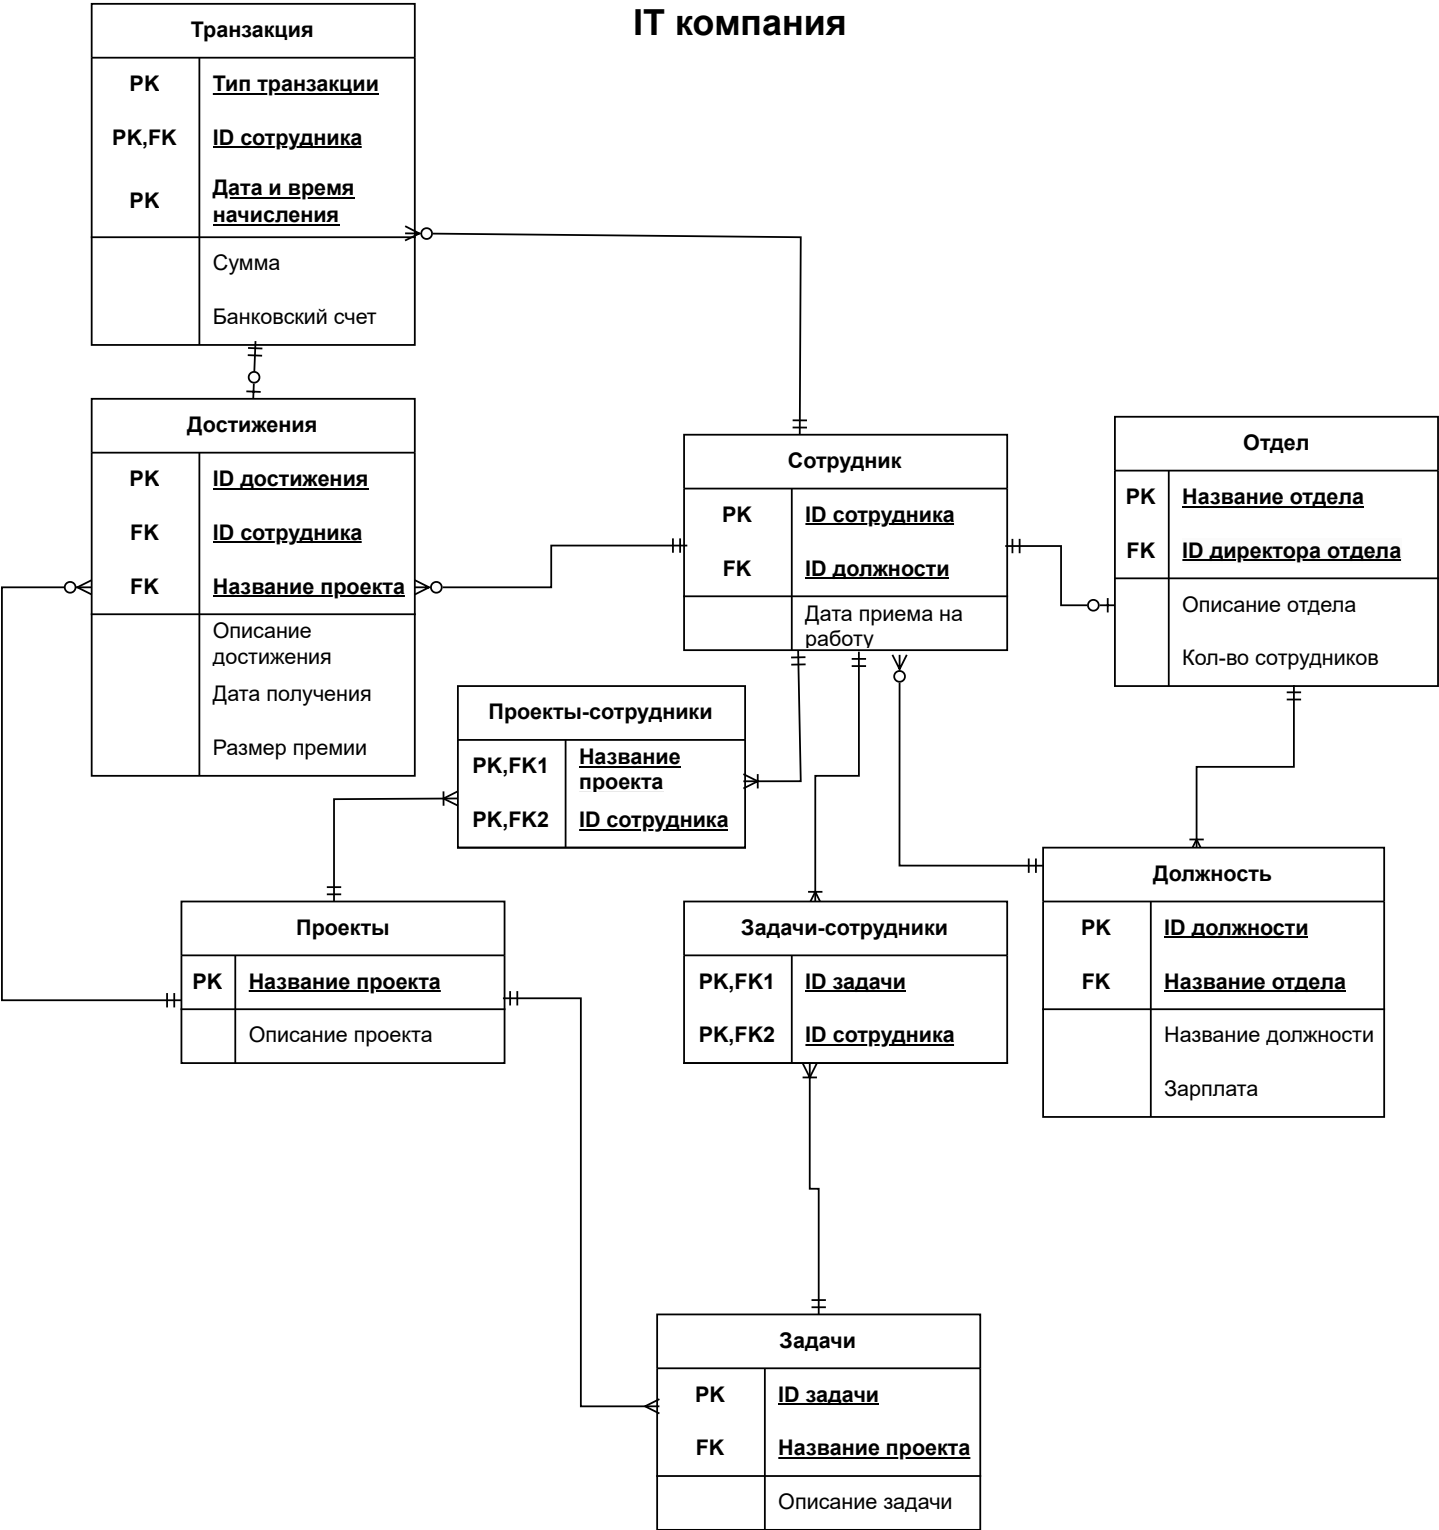 IT компания
Транзакция
PK Тип транзакции
PK,FK ID сотрудника
PK Дата и время
начисления
Сумма
Банковский счет
Достижения
PK ID достижения
FK ID сотрудника
FK Название проекта
Описание
достижения
Дата получения
Размер премии
Сотрудник
PK ID сотрудника
FK ID должности
Дата приема на
работу
Отдел
PK Название отдела
FK ID директора отдела
Описание отдела
Кол-во сотрудников
Проекты-сотрудники
PK,FK1 Название
проекта
PK,FK2 ID сотрудника
Проекты
PK Название проекта
Описание проекта
Задачи-сотрудники
PK,FK1 ID задачи
PK,FK2 ID сотрудника
Должность
PK ID должности
FK Название отдела
Название должности
Зарплата
Задачи
PK ID задачи
FK Название проекта
Описание задачи